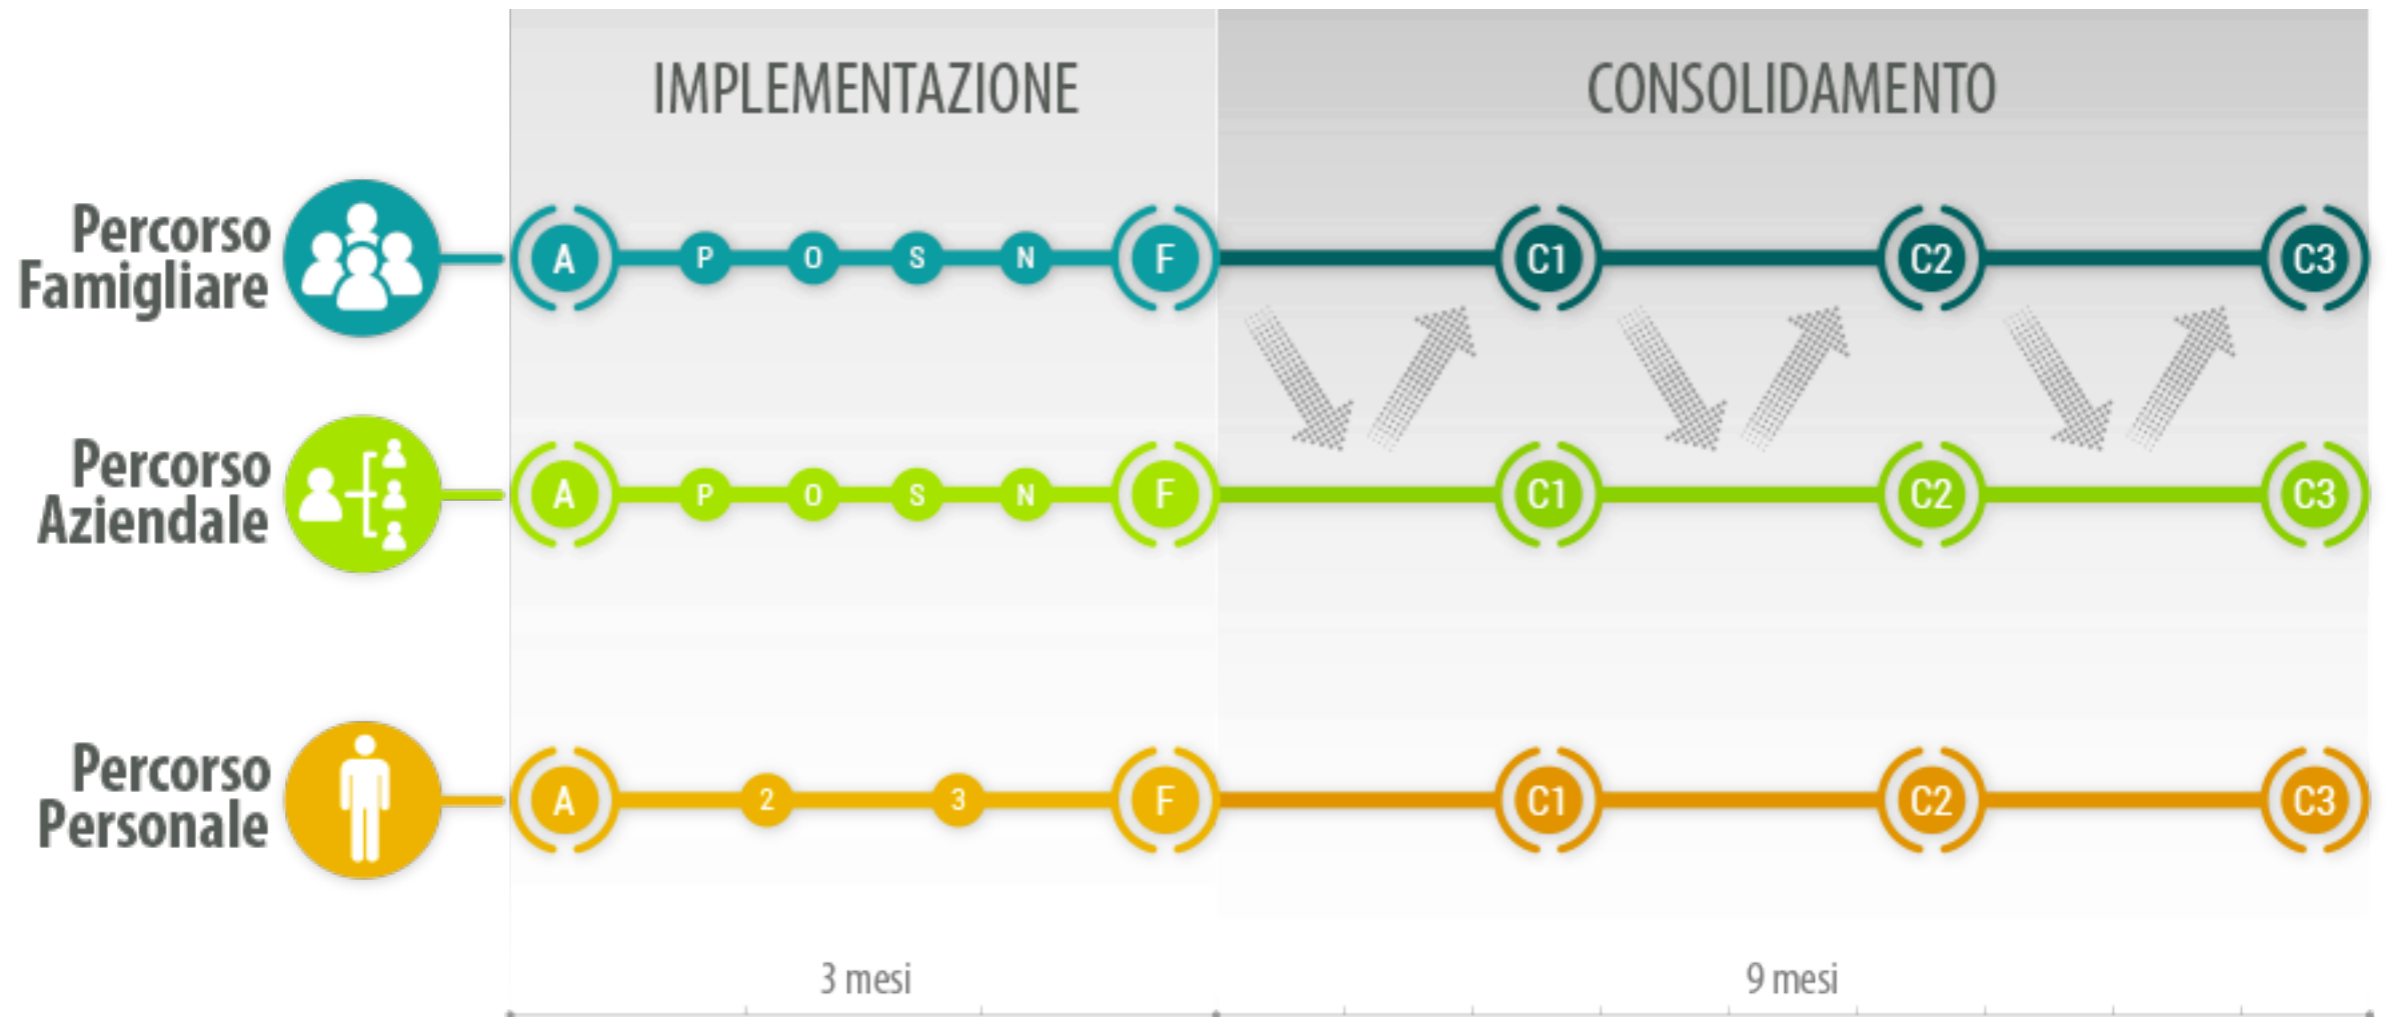 IMPLEMENTAZIONE
CONSOLIDAMENTO
Percorso
Famigliare
A P O S N F C1 C2 C3
Percorso
Aziendale
A P O S N F C1 C2 C3
Percorso
Personale
A 2 3 F C1 C2 C3
3 mesi
9 mesi